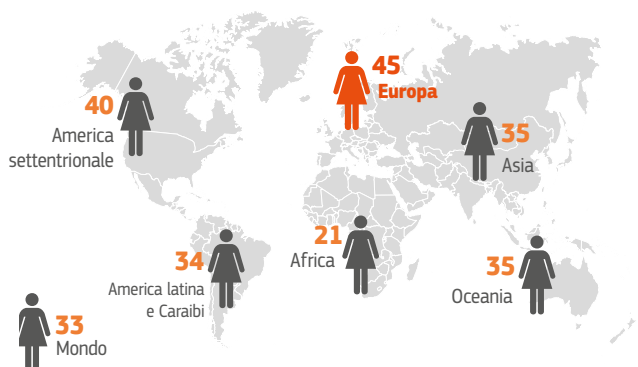 45
Europa
40
America
settentrionale
35
Asia
21
Africa
34
America latina
e Caraibi
35
Oceania
33
Mondo